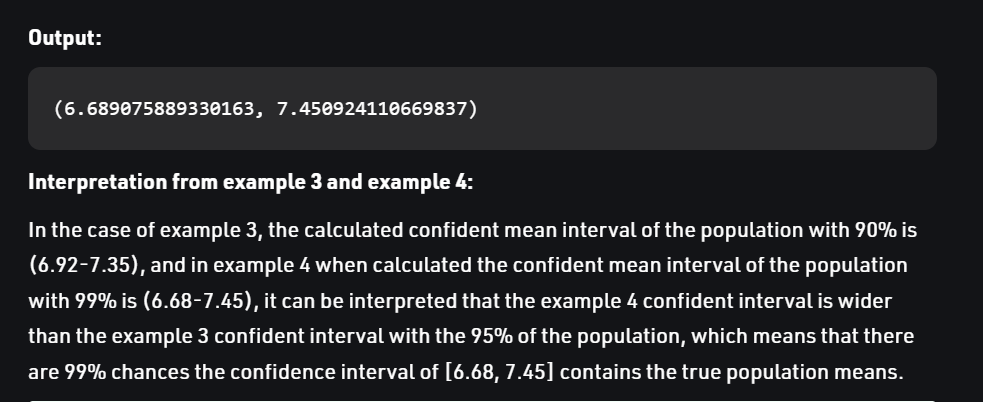 Output:
(6.689075889330163, 7.450924110669837)
Interpretation from example 3 and example 4:
In the case of example 3, the calculated confident mean interval of the population with 90% is
(6.92-7.35), and in example 4 when calculated the confident mean interval of the population
with 99% is (6.68-7.45), it can be interpreted that the example 4 confident interval is wider
than the example 3 confident interval with the 95% of the population, which means that there
are 99% chances the confidence interval of [6.68, 7.45] contains the true population means.